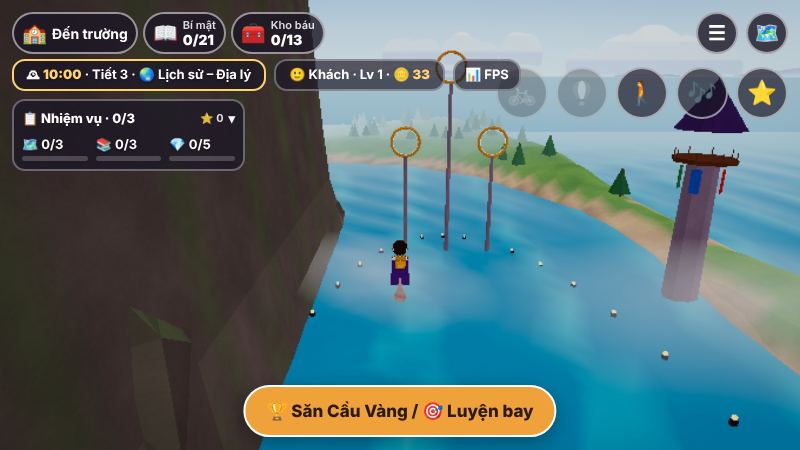 Đến trường
Bí mật
0/21
Kho báu
0/13
10:00 · Tiết 3 · Lịch sử – Địa lý
Khách · Lv 1 · 33
FPS
Nhiệm vụ · 0/3
0 ▾
0/3
0/3
0/5
Săn Cầu Vàng / Luyện bay